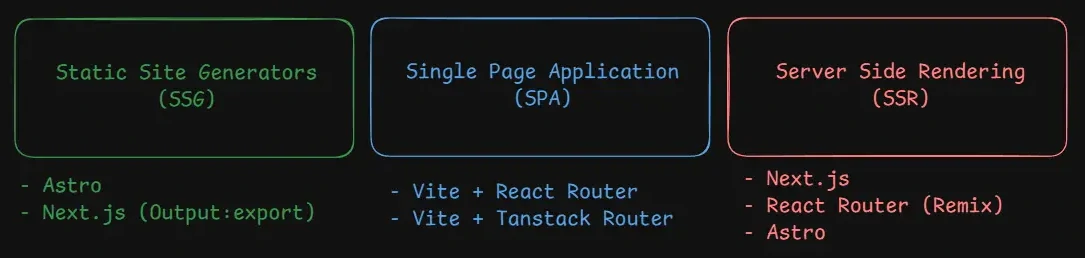 Static Site Generators
(SSG)
- Astro
- Next.js (Output:export)
Single Page Application
(SPA)
- Vite + React Router
- Vite + Tanstack Router
Server Side Rendering
(SSR)
- Next.js
- React Router (Remix)
- Astro